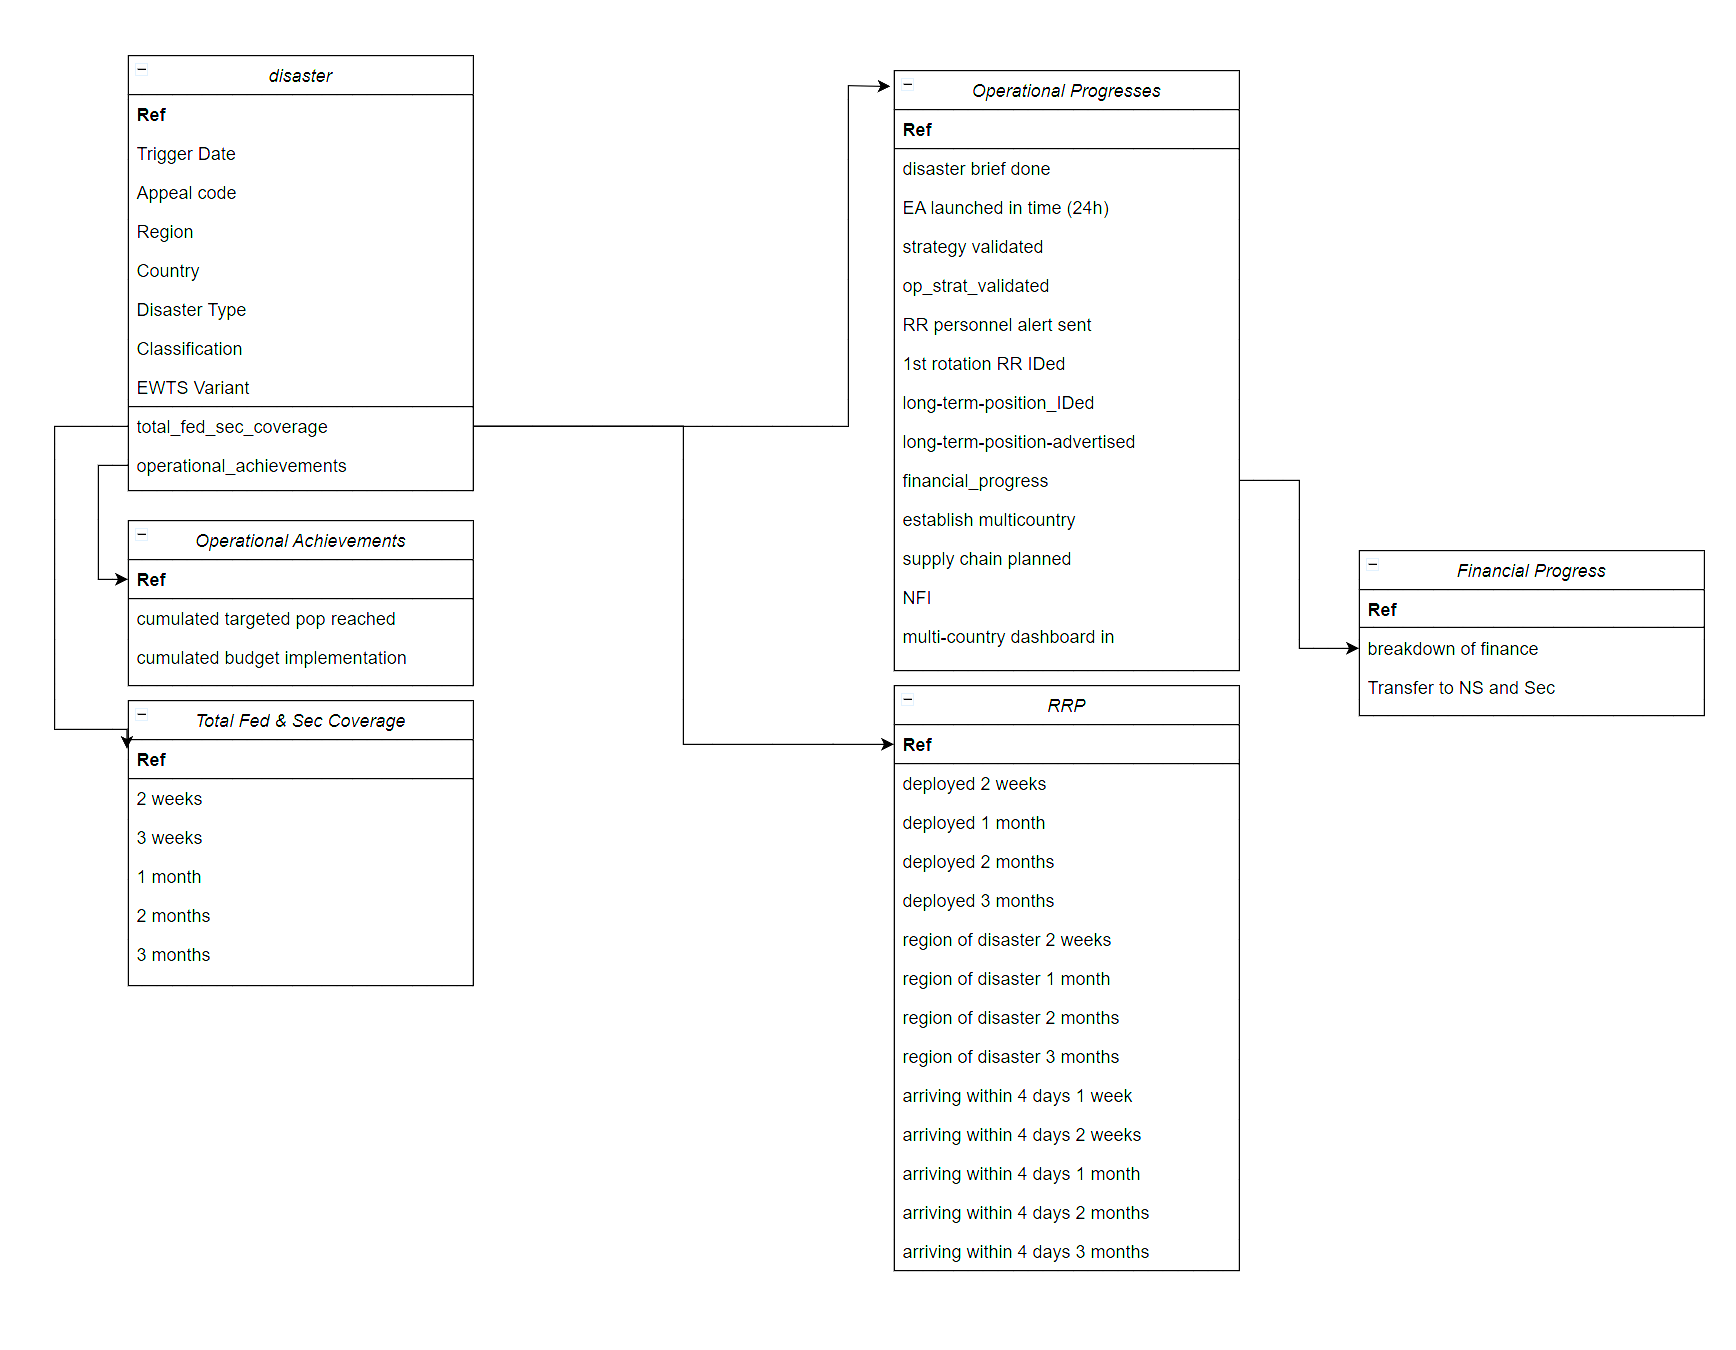 disaster
Ref
Trigger Date
Appeal code
Region
Country
Disaster Type
Classification
EWTS Variant
total_fed_sec_coverage
operational_achievements
Operational Achievements
Ref
cumulated targeted pop reached
cumulated budget implementation
Total Fed & Sec Coverage
Ref
2 weeks
3 weeks
1 month
2 months
3 months
Operational Progresses
Ref
disaster brief done
EA launched in time (24h)
strategy validated
op_strat_validated
RR personnel alert sent
1st rotation RR IDed
long-term-position_IDed
long-term-position-advertised
financial_progress
establish multicountry
supply chain planned
NFI
multi-country dashboard in
RRP
Ref
deployed 2 weeks
deployed 1 month
deployed 2 months
deployed 3 months
region of disaster 2 weeks
region of disaster 1 month
region of disaster 2 months
region of disaster 3 months
arriving within 4 days 1 week
arriving within 4 days 2 weeks
arriving within 4 days 1 month
arriving within 4 days 2 months
arriving within 4 days 3 months
Financial Progress
Ref
breakdown of finance
Transfer to NS and Sec